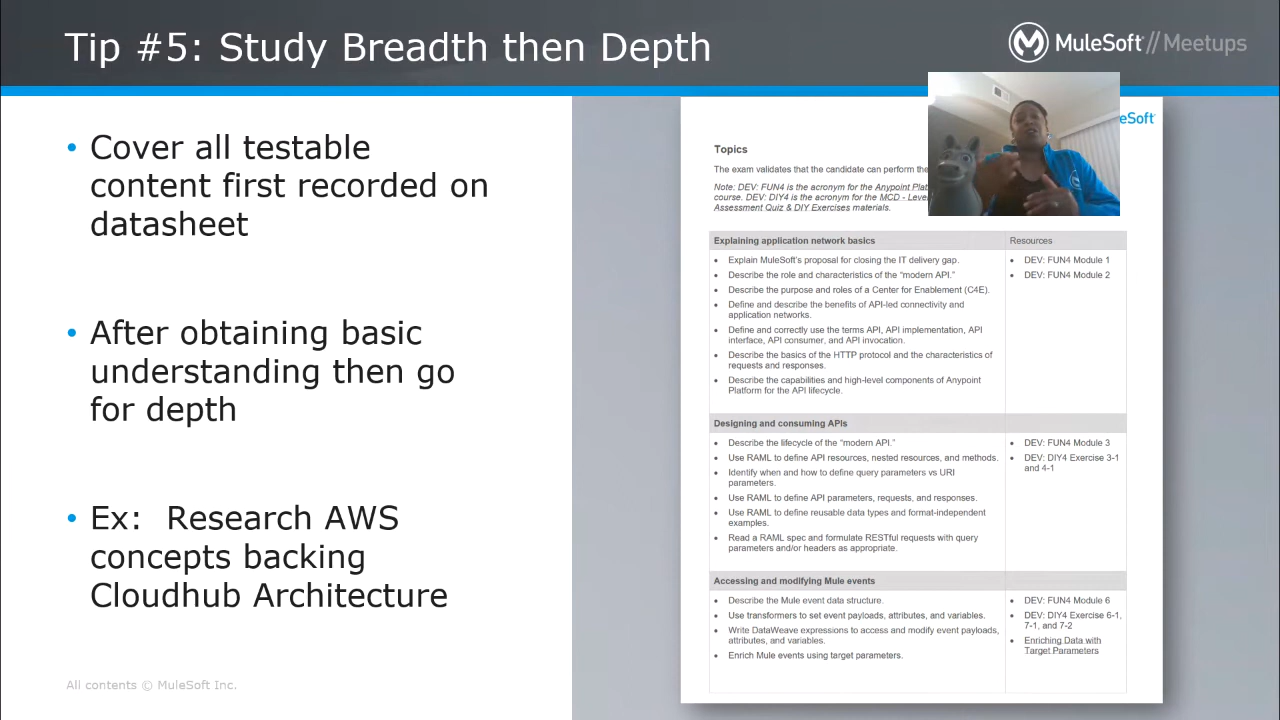 Tip #5: Study Breadth then Depth
MuleSoft // Meetups
• Cover all testable
content first recorded on
datasheet
• After obtaining basic
understanding then go
for depth
• Ex: Research AWS
concepts backing
Cloudhub Architecture
All contents © MuleSoft Inc.
eSoft
Topics
The exam validates that the candidate can perform the
Note: DEV: FUN4 is the acronym for the Anypoint
course. DEV: DIY4 is the acronym for the MCD -
Assessment Quiz & DIY Exercises materials.
Explaining application network basics
Resources
• Explain MuleSoft's proposal for closing the IT delivery gap.
• Describe the role and characteristics of the "modern API."
• Describe the purpose and roles of a Center for Enablement (C4E).
• Define and describe the benefits of API-led connectivity and
application networks.
• Define and correctly use the terms API, API implementation, API
interface, API consumer, and API invocation.
• Describe the basics of the HTTP protocol and the characteristics of
requests and responses.
• Describe the capabilities and high-level components of Anypoint
Platform for the API lifecycle.
• DEV: FUN4 Module 1
• DEV: FUN4 Module 2
Designing and consuming APIs
• Describe the lifecycle of the "modern API."
• Use RAML to define API resources, nested resources, and methods.
• Identify when and how to define query parameters vs URI
parameters.
• Use RAML to define API parameters, requests, and responses.
• Use RAML to define reusable data types and format-independent
examples.
• Read a RAML spec and formulate RESTful requests with query
parameters and/or headers as appropriate.
• DEV: FUN4 Module 3
• DEV: DIY4 Exercise 3-1
and 4-1
Accessing and modifying Mule events
• Describe the Mule event data structure.
• Use transformers to set event payloads, attributes, and variables.
• Write DataWeave expressions to access and modify event payloads,
attributes, and variables.
• Enrich Mule events using target parameters.
• DEV: FUN4 Module 6
• DEV: DIY4 Exercise 6-1,
7-1, and 7-2
• Enriching Data with
Target Parameters